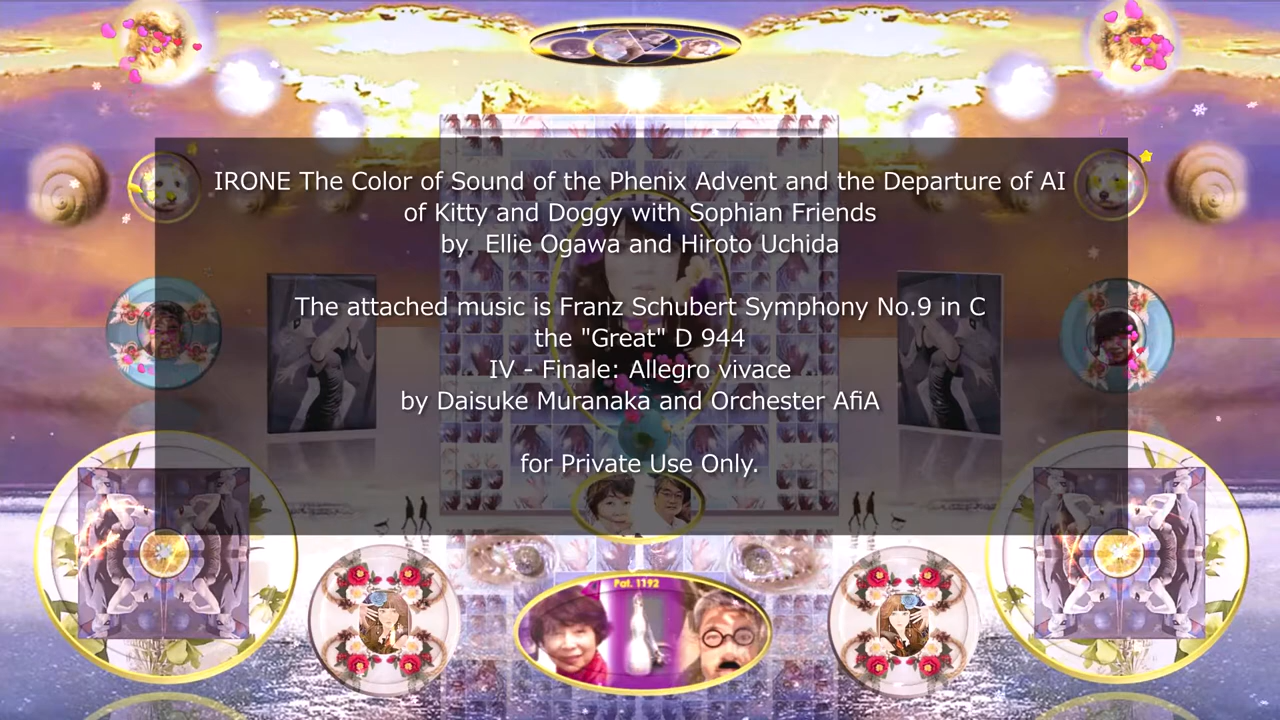 IRONE The Color of Sound of the Phenix Advent and the Departure of AI
of Kitty and Doggy with Sophian Friends
by  Ellie Ogawa and Hiroto Uchida
The attached music is Franz Schubert Symphony No.9 in C
the "Great" D 944
IV - Finale: Allegro vivace
by Daisuke Muranaka and Orchester AfiA
for Private Use Only.
Pat. 1192